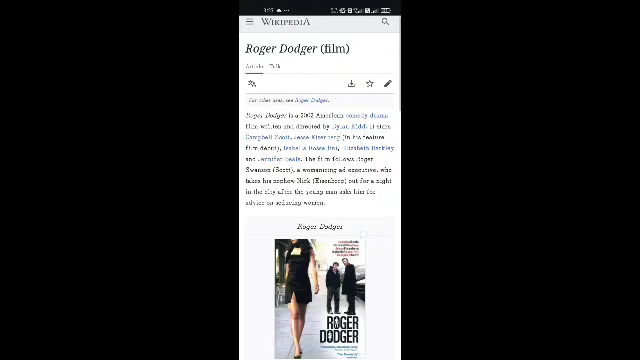 WIKIPEDIA
Roger Dodger (film)
Article Talk
For other uses, see Roger Dodger.
Roger Dodger is a 2002 American comedy drama
film written and directed by Dylan Kidd. It stars
Campbell Scott, Jesse Eisenberg (in his feature
film debut), Isabella Rossellini, Elizabeth Berkley
and Jennifer Beals. The film follows Roger
Swanson (Scott), a womanizing ad executive, who
takes his nephew Nick (Eisenberg) out for a night
in the city after the young man asks him for
advice on seducing women.
Roger Dodger
ROGER
DODGER